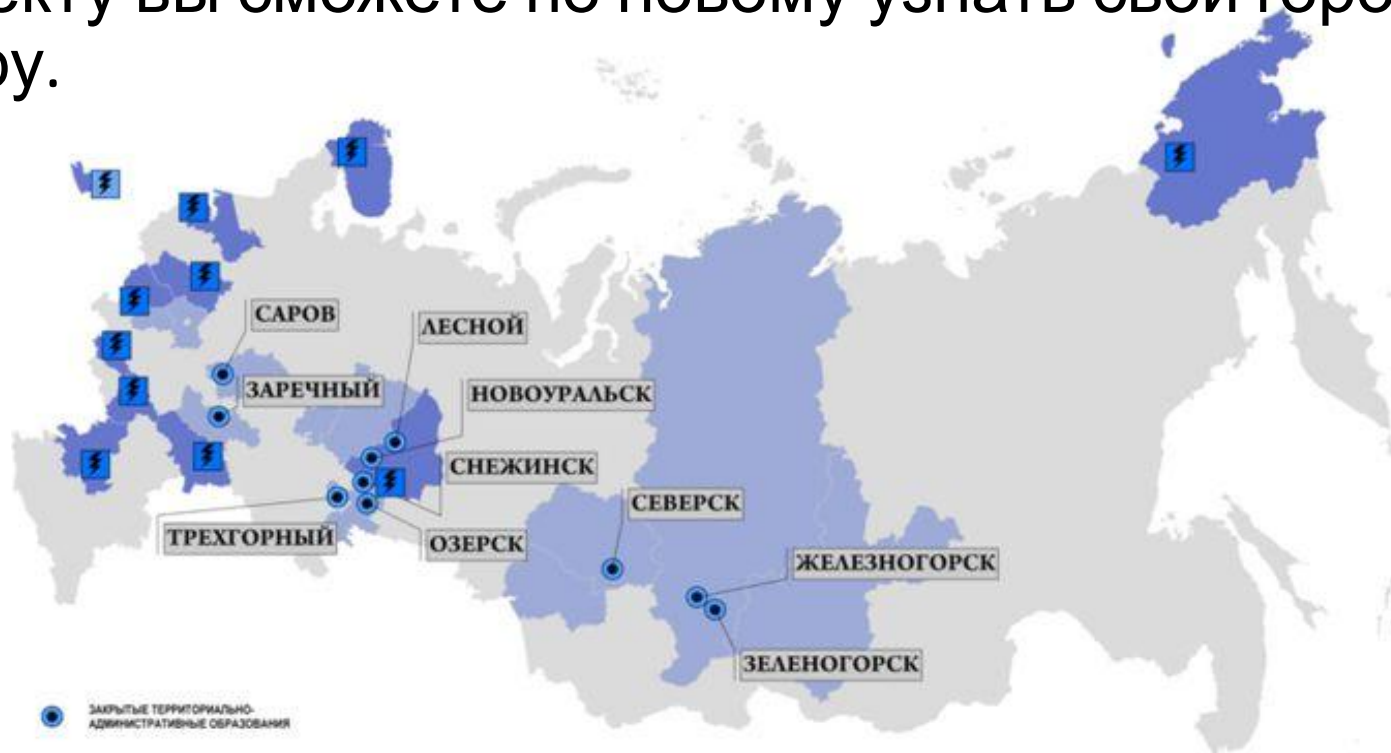 екту вы сможете по новому узнать свой горо
ру.
САРОВ
ЛЕСНОЙ
ЗАРЕЧНЫЙ
НОВОУРАЛЬСК
СНЕЖИНСК
СЕВЕРСК
ТРЕХГОРНЫЙ
ОЗЕРСК
ЖЕЛЕЗНОГОРСК
ЗЕЛЕНОГОРСК
ЗАКРЫТЫЕ ТЕРРИТОРИАЛЬНО-
АДМИНИСТРАТИВНЫЕ ОБРАЗОВАНИЯ